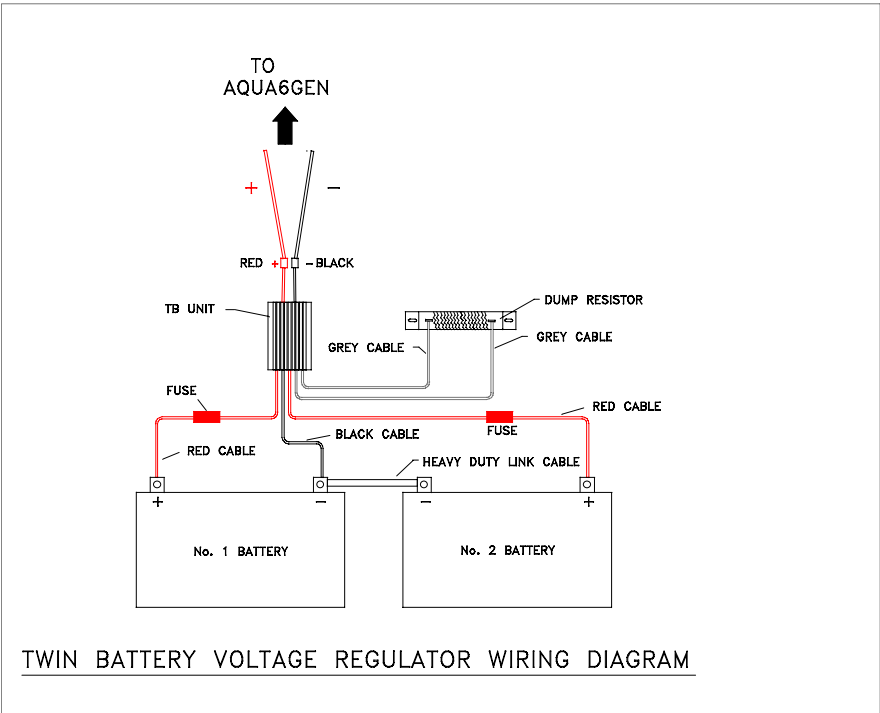 TO
AQUA6GEN
+ −
RED + − BLACK
TB UNIT
DUMP RESISTOR
GREY CABLE
GREY CABLE
FUSE
RED CABLE
FUSE
BLACK CABLE
RED CABLE
HEAVY DUTY LINK CABLE
+ − − +
No. 1 BATTERY
No. 2 BATTERY
TWIN BATTERY VOLTAGE REGULATOR WIRING DIAGRAM